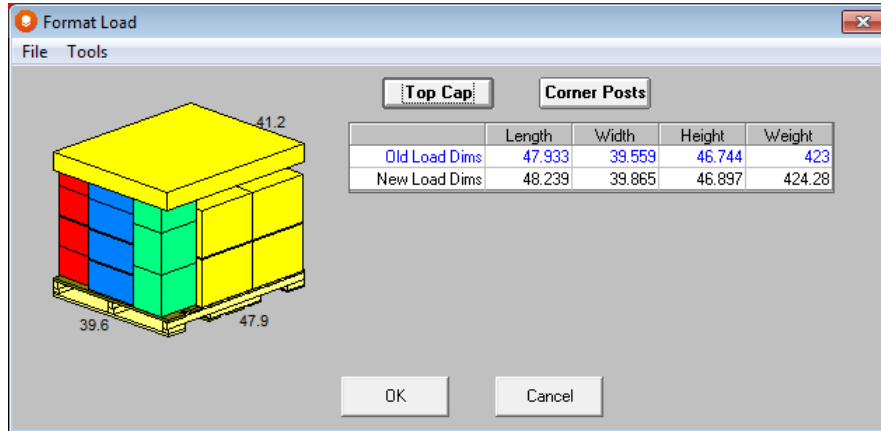 Format Load
File Tools
Top Cap Corner Posts
41.2
Length Width Height Weight
Old Load Dims 47.933 39.559 46.744 423
New Load Dims 48.239 39.865 46.897 424.28
39.6 47.9
OK Cancel